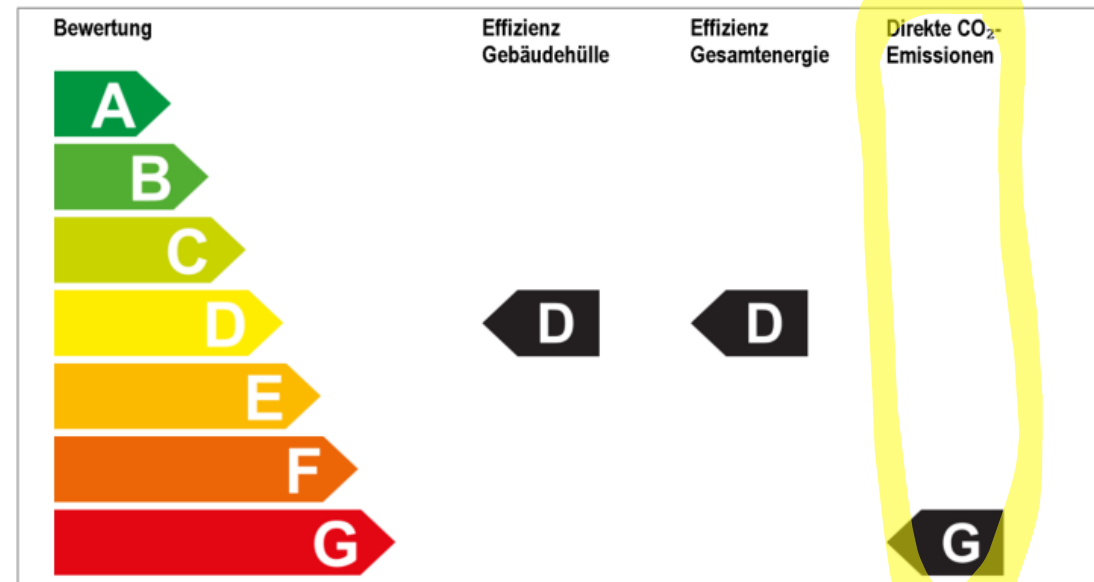 Bewertung
Effizienz
Gebäudehülle
Effizienz
Gesamtenergie
Direkte CO₂-
Emissionen
A
B
C
D D D
E
F
G G